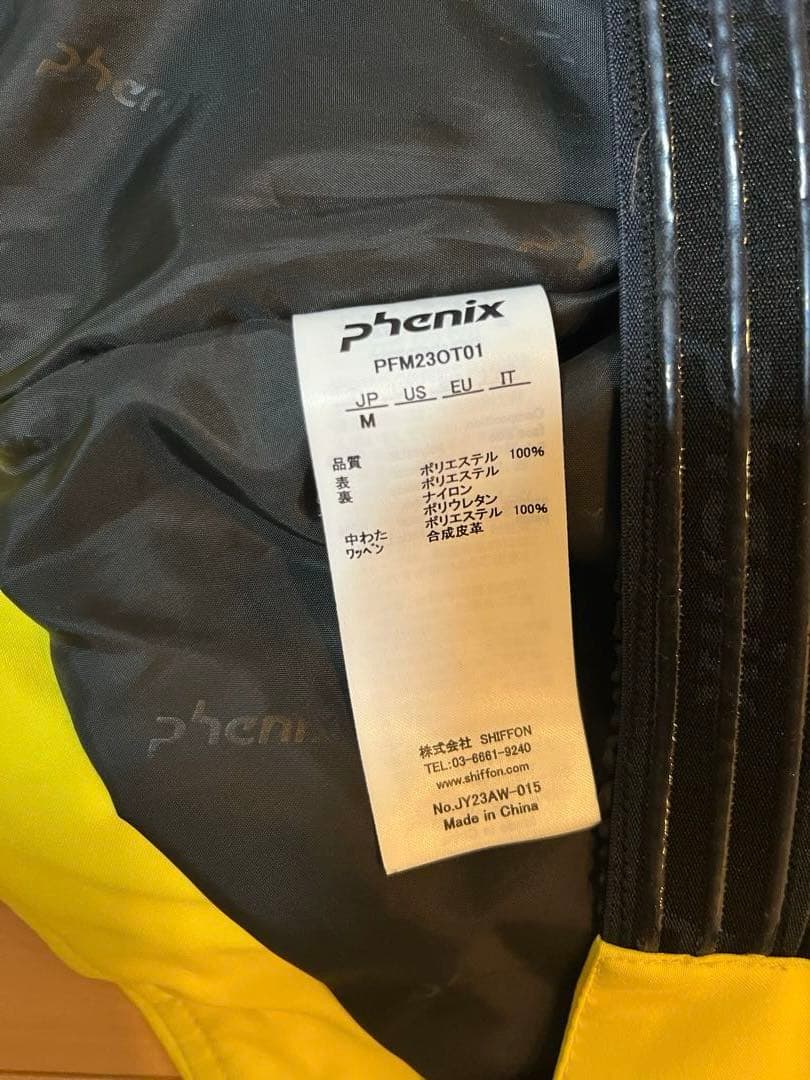 phenix
phenix
PFM23OT01
JP US EU IT
M
品質
表 ポリエステル 100%
裏 ポリエステル
ナイロン
ポリウレタン
中わた ポリエステル 100%
ワッペン 合成皮革
phenix
株式会社 SHIFFON
TEL:03-6661-9240
www.shiffon.com
No.JY23AW-015
Made in China